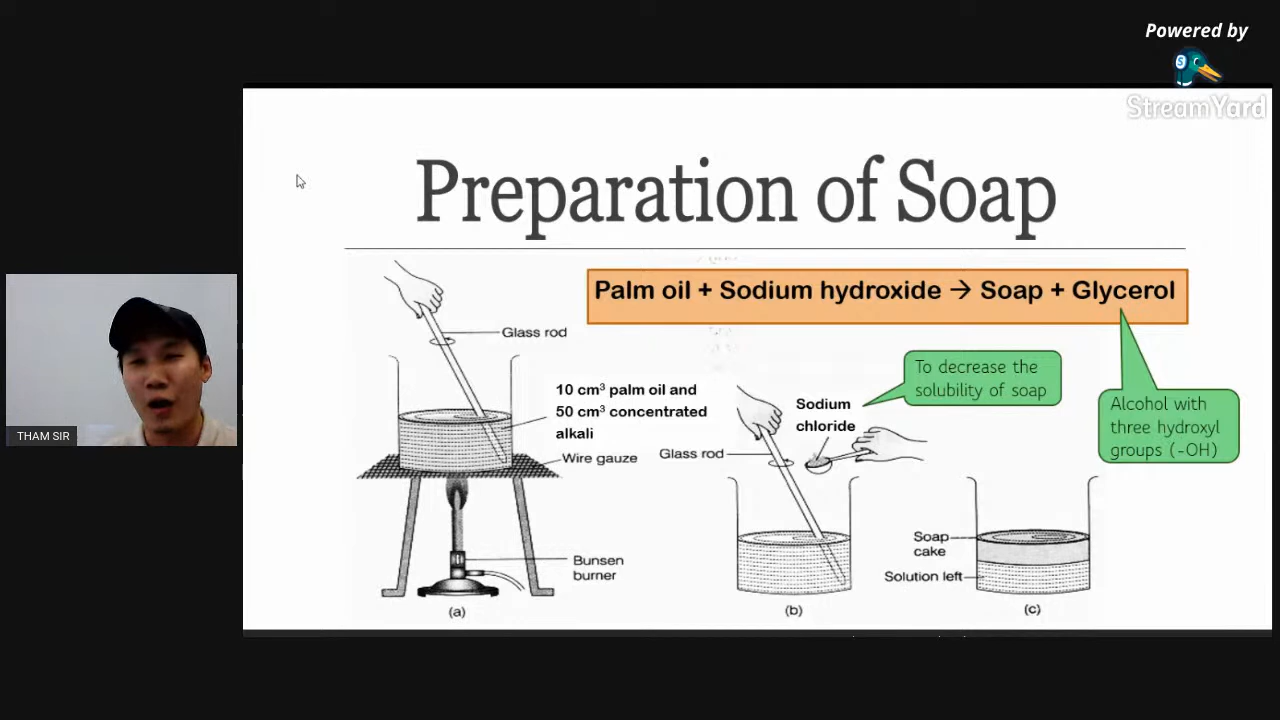 Powered by
StreamYard
Preparation of Soap
Palm oil + Sodium hydroxide → Soap + Glycerol
Glass rod
10 cm³ palm oil and
50 cm³ concentrated
alkali
Wire gauze
Bunsen
burner
(a)
To decrease the
solubility of soap
Sodium
chloride
Glass rod
(b)
Alcohol with
three hydroxyl
groups (-OH)
Soap
cake
Solution left
(c)
THAM SIR